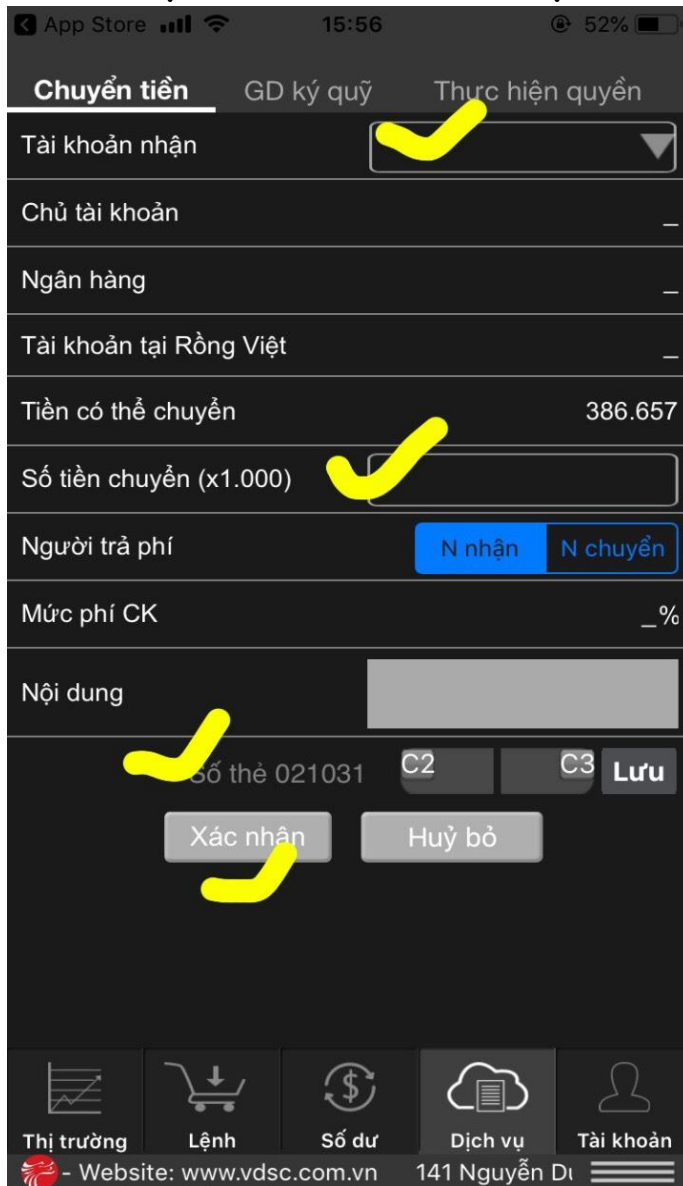 App Store 15:56 52%
Chuyển tiền GD ký quỹ Thực hiện quyền
Tài khoản nhận
Chủ tài khoản _
Ngân hàng _
Tài khoản tại Rồng Việt _
Tiền có thể chuyển 386.657
Số tiền chuyển (x1.000)
Người trả phí N nhận N chuyển
Mức phí CK _%
Nội dung
Số thẻ 021031 C2 C3 Lưu
Xác nhận Huỷ bỏ
Thị trường Lệnh Số dư Dịch vụ Tài khoản
- Website: www.vdsc.com.vn 141 Nguyễn